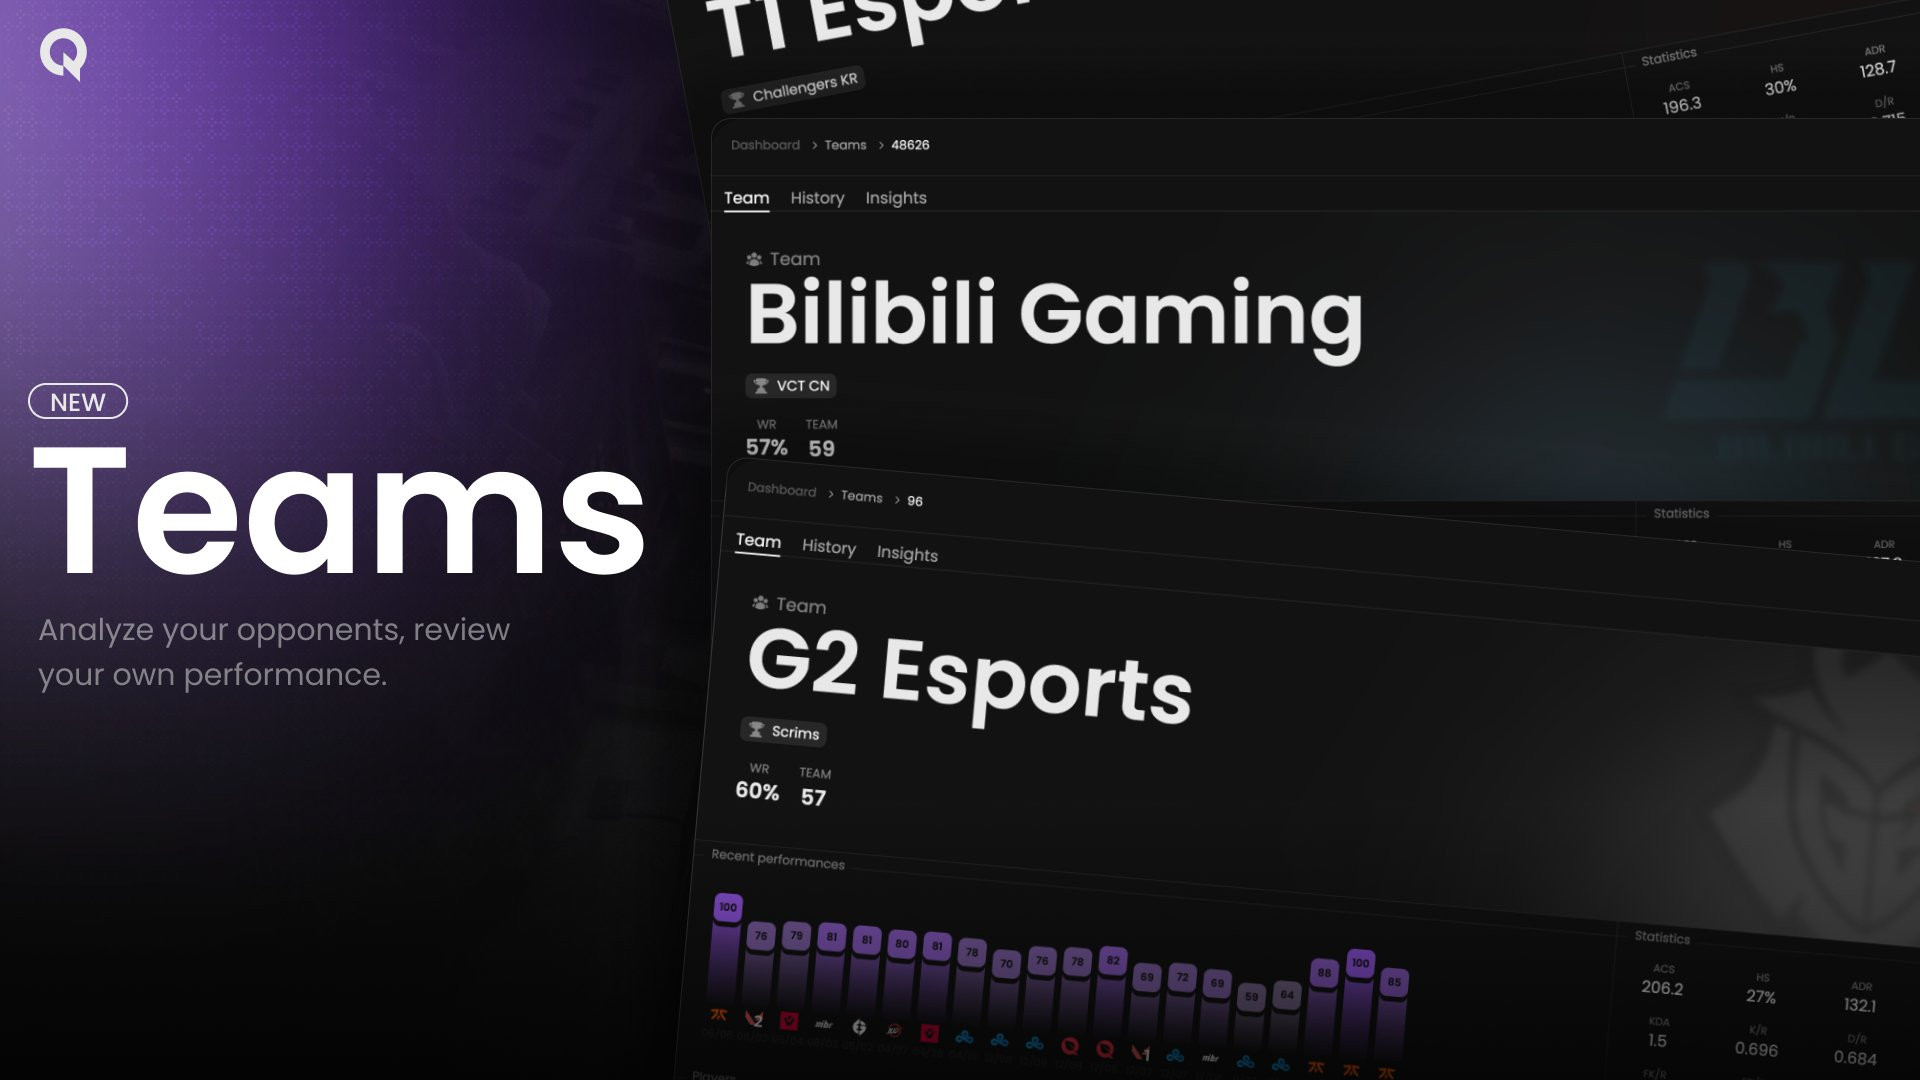 NEW
Teams
Analyze your opponents, review
your own performance.
T1
Challengers KR
Statistics
ACS HS ADR
196.3 30% 128.7
D/R
Dashboard > Teams > 48626
Team History Insights
Team
Bilibili Gaming
VCT CN
WR TEAM
57% 59
Statistics
HS ADR
Dashboard > Teams > 96
Team History Insights
Team
G2 Esports
Scrims
WR TEAM
60% 57
Recent performances
100 76 79 81 81 80 81 78 70 76 78 82 69 72 69 59 64 88 100 85
mibr
mibr
Statistics
ACS HS ADR
206.2 27% 132.1
KDA K/R D/R
1.5 0.696 0.684
FK/R
Players